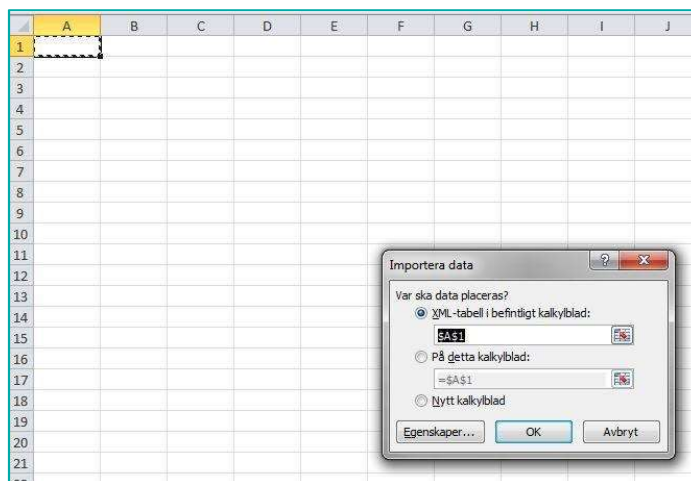 A B C D E F G H I J
1
2
3
4
5
6
7
8
9
10
11
12
13
14
15
16
17
18
19
20
21
Importera data
?
Var ska data placeras?
XML-tabell i befintligt kalkylblad:
$A$1
På detta kalkylblad:
=$A$1
Nytt kalkylblad
Egenskaper... OK Avbryt